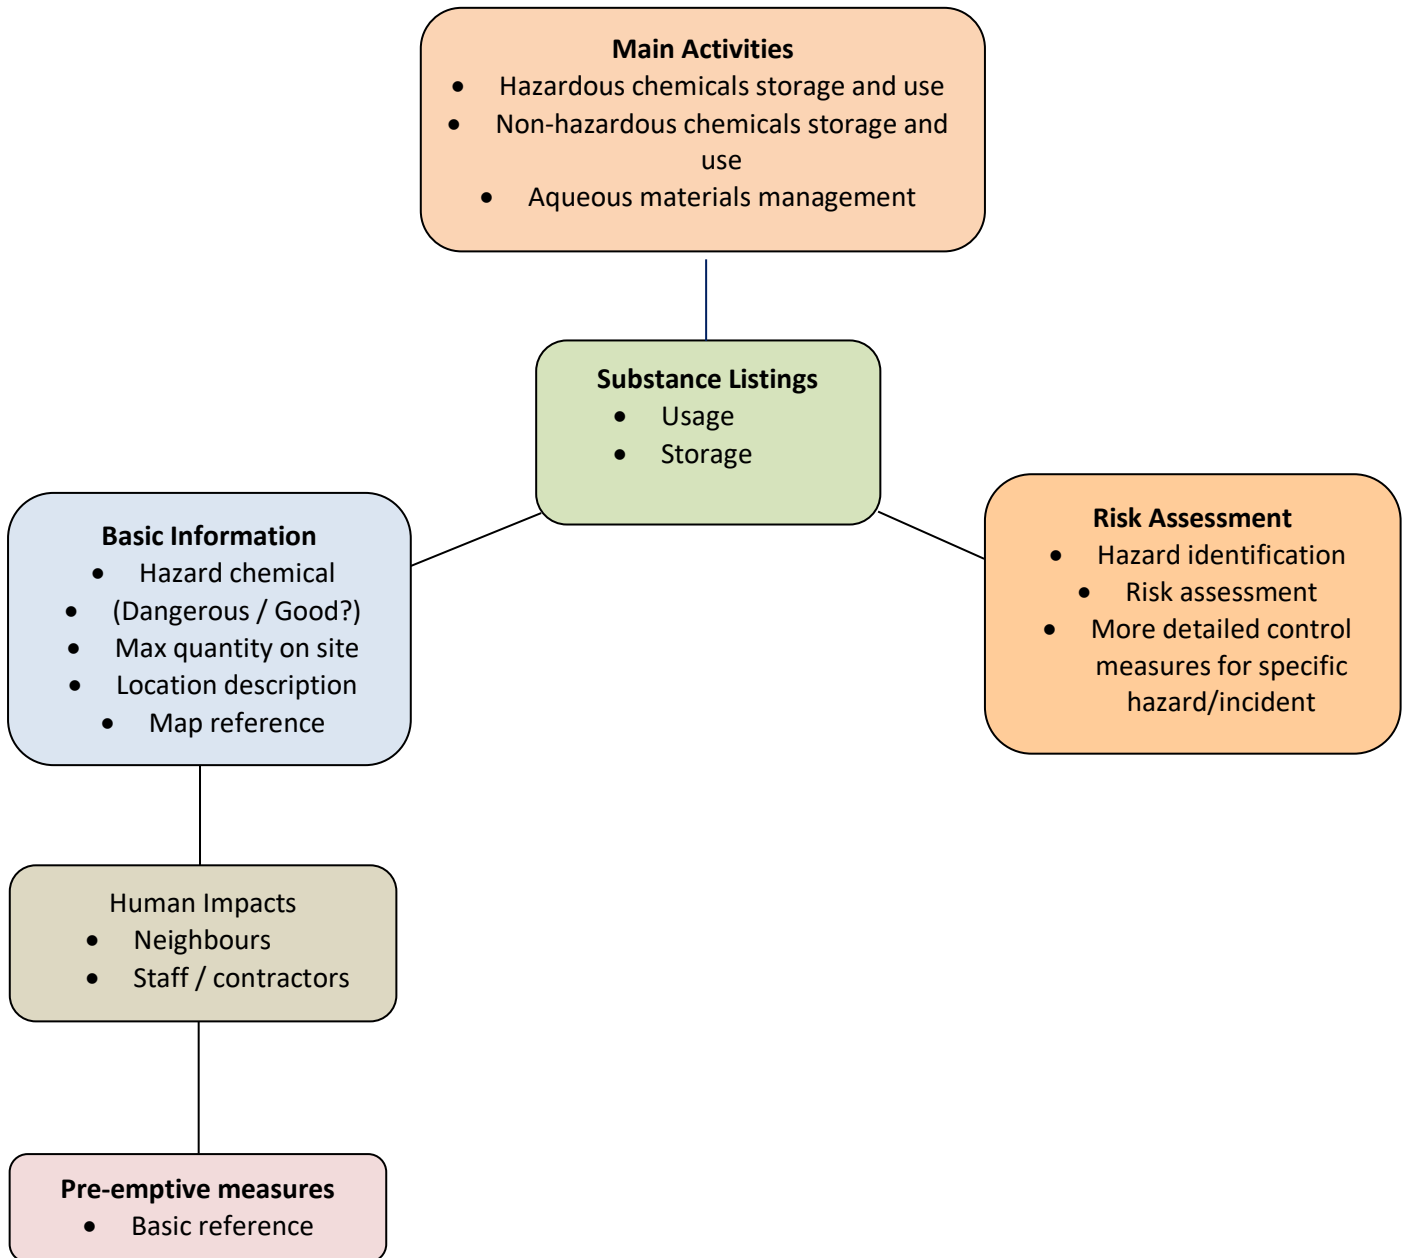 Main Activities
• Hazardous chemicals storage and use
• Non-hazardous chemicals storage and
use
• Aqueous materials management
Substance Listings
• Usage
• Storage
Basic Information
• Hazard chemical
• (Dangerous / Good?)
• Max quantity on site
• Location description
• Map reference
Risk Assessment
• Hazard identification
• Risk assessment
• More detailed control
measures for specific
hazard/incident
Human Impacts
• Neighbours
• Staff / contractors
Pre-emptive measures
• Basic reference